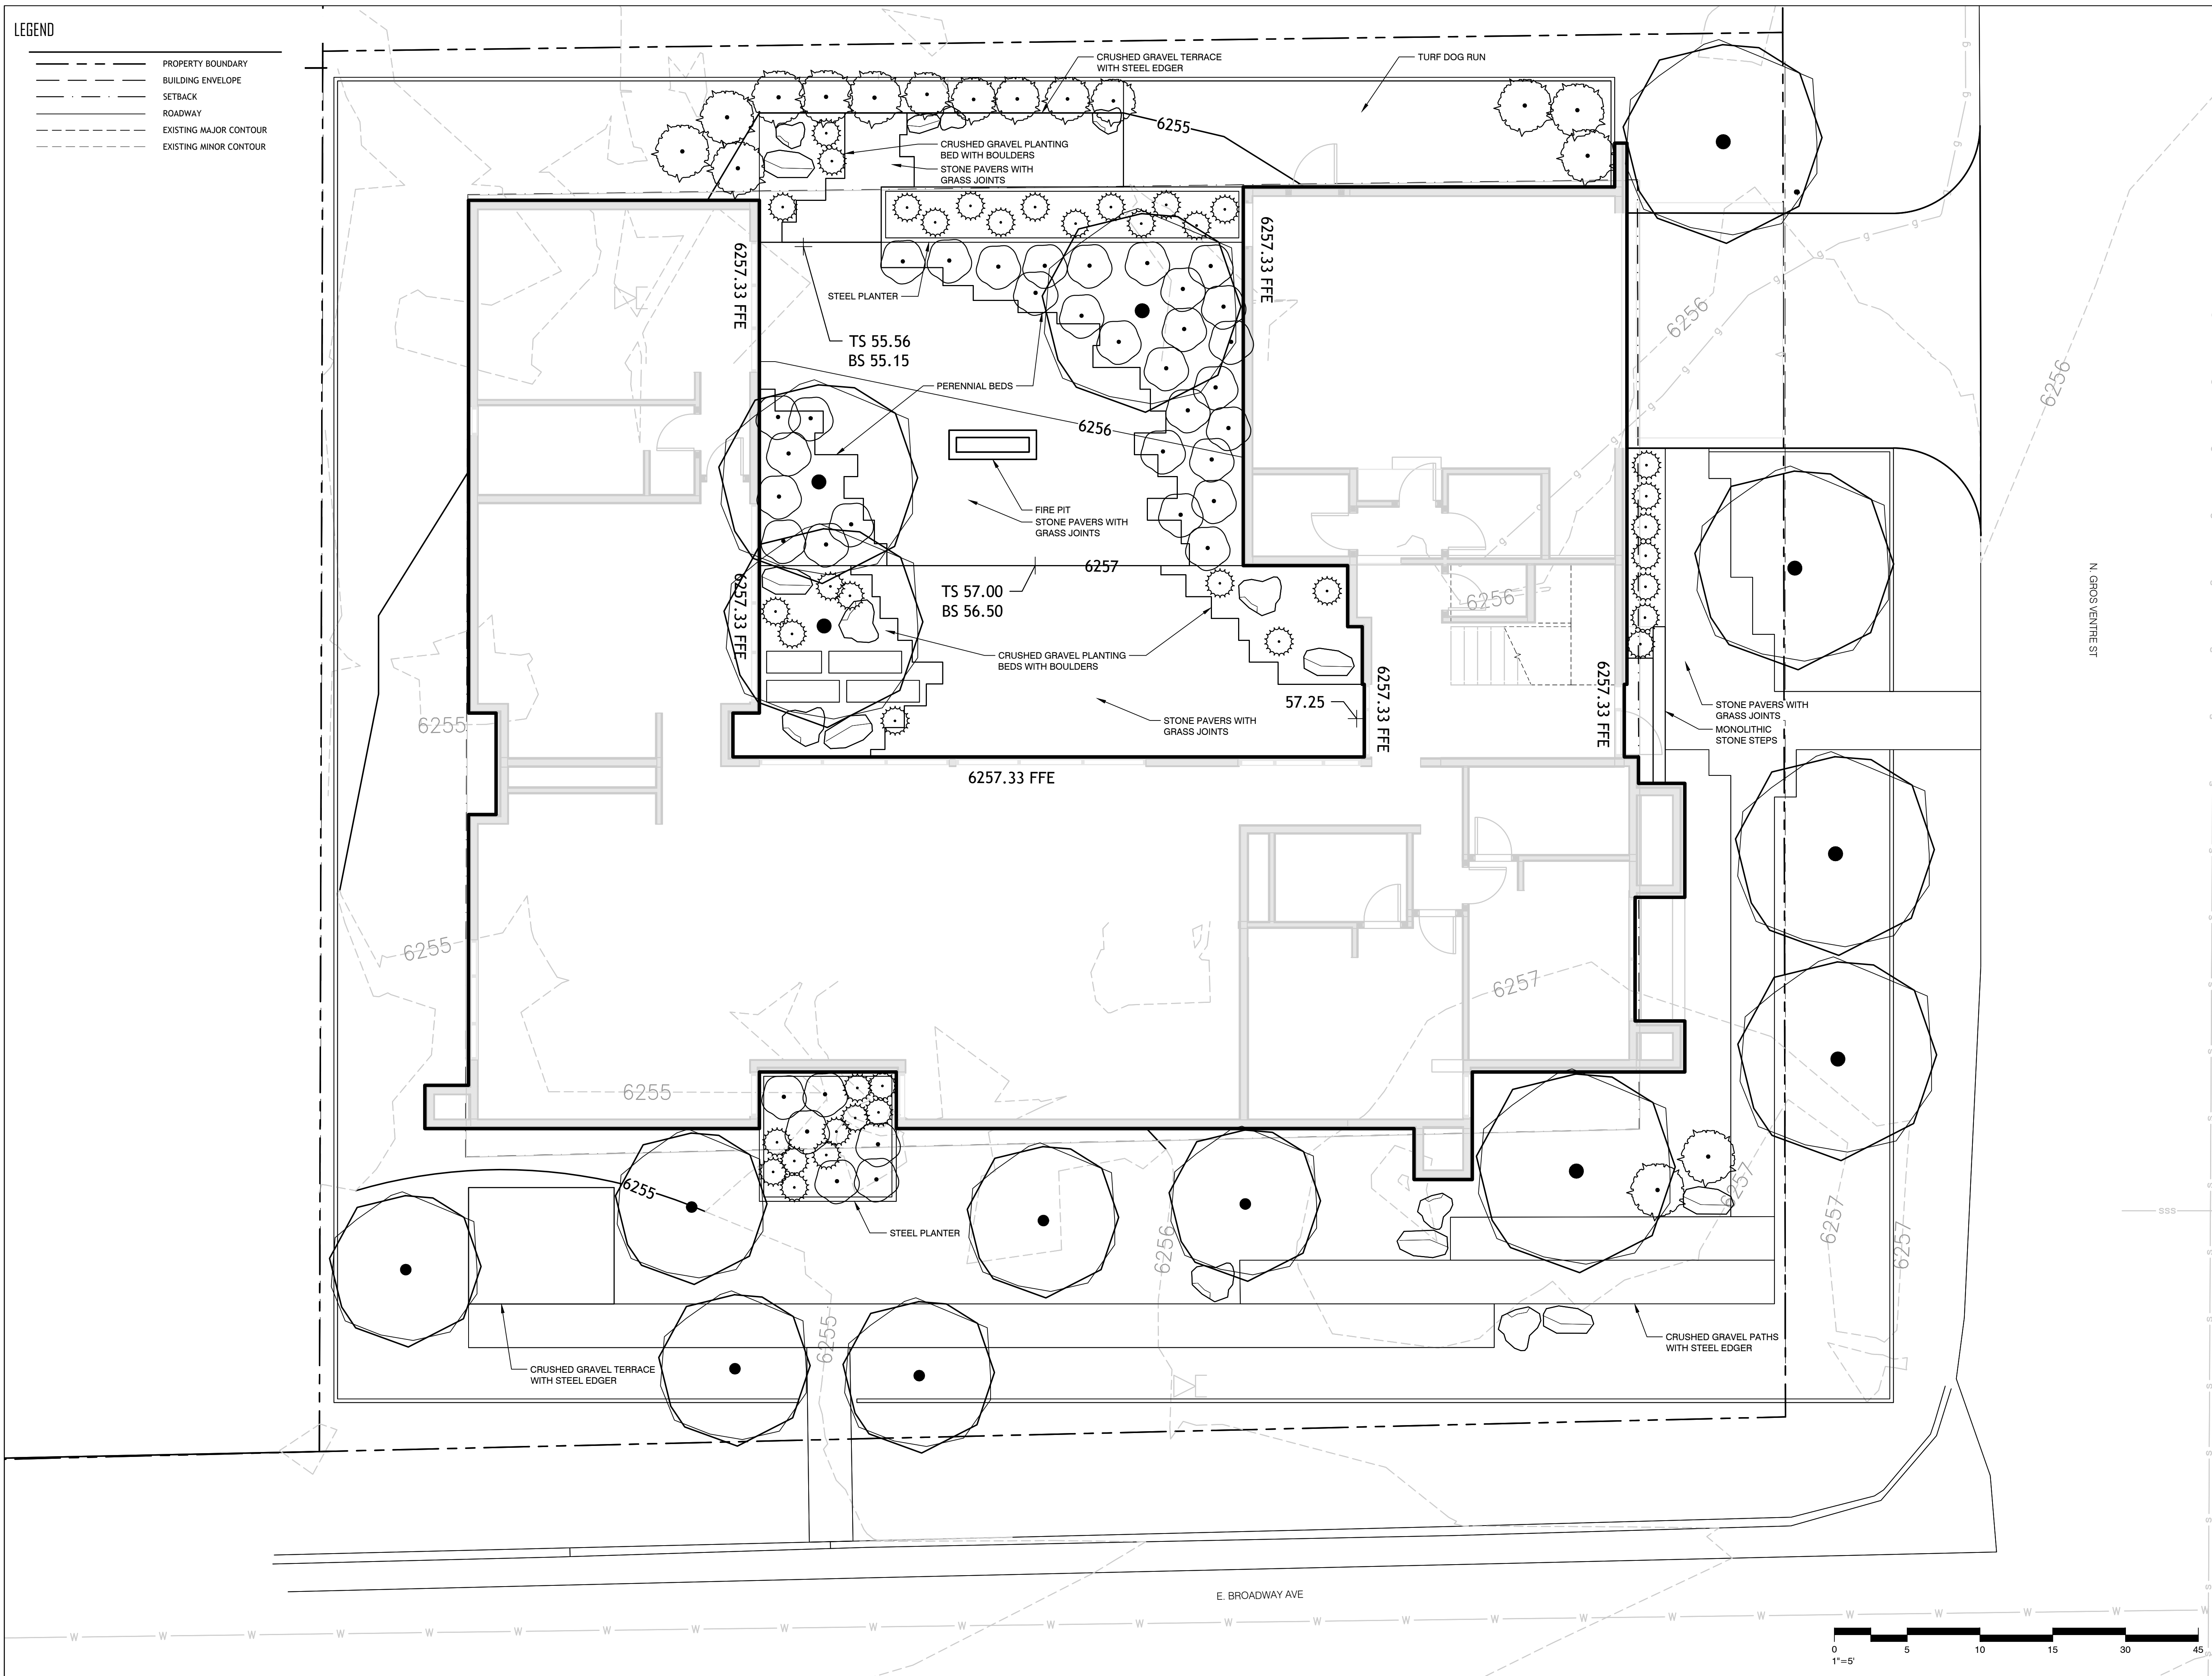 LEGEND
PROPERTY BOUNDARY
BUILDING ENVELOPE
SETBACK
ROADWAY
EXISTING MAJOR CONTOUR
EXISTING MINOR CONTOUR
CRUSHED GRAVEL TERRACE
WITH STEEL EDGER
TURF DOG RUN
6255
CRUSHED GRAVEL PLANTING
BED WITH BOULDERS
STONE PAVERS WITH
GRASS JOINTS
6257.33 FFE
6257.33 FFE
STEEL PLANTER
TS 55.56
BS 55.15
6256
6256
PERENNIAL BEDS
6256
FIRE PIT
STONE PAVERS WITH
GRASS JOINTS
6257
6257.33 FFE
TS 57.00
BS 56.50
6256
N. GROS VENTRE ST
CRUSHED GRAVEL PLANTING
BEDS WITH BOULDERS
57.25
6257.33 FFE
6257.33 FFE
STONE PAVERS WITH
GRASS JOINTS
STONE PAVERS WITH
GRASS JOINTS
MONOLITHIC
STONE STEPS
6255
6257.33 FFE
6255
6257
6255
6255
6257
6257
6257
6256
STEEL PLANTER
SSS
6255
CRUSHED GRAVEL TERRACE
WITH STEEL EDGER
CRUSHED GRAVEL PATHS
WITH STEEL EDGER
E. BROADWAY AVE
g g g g g g g g g g g g g
s s s s s s s s
W W W W W W W W W W W W W W W W W W W W W W W W W
0 5 10 15 30 45
1"=5'